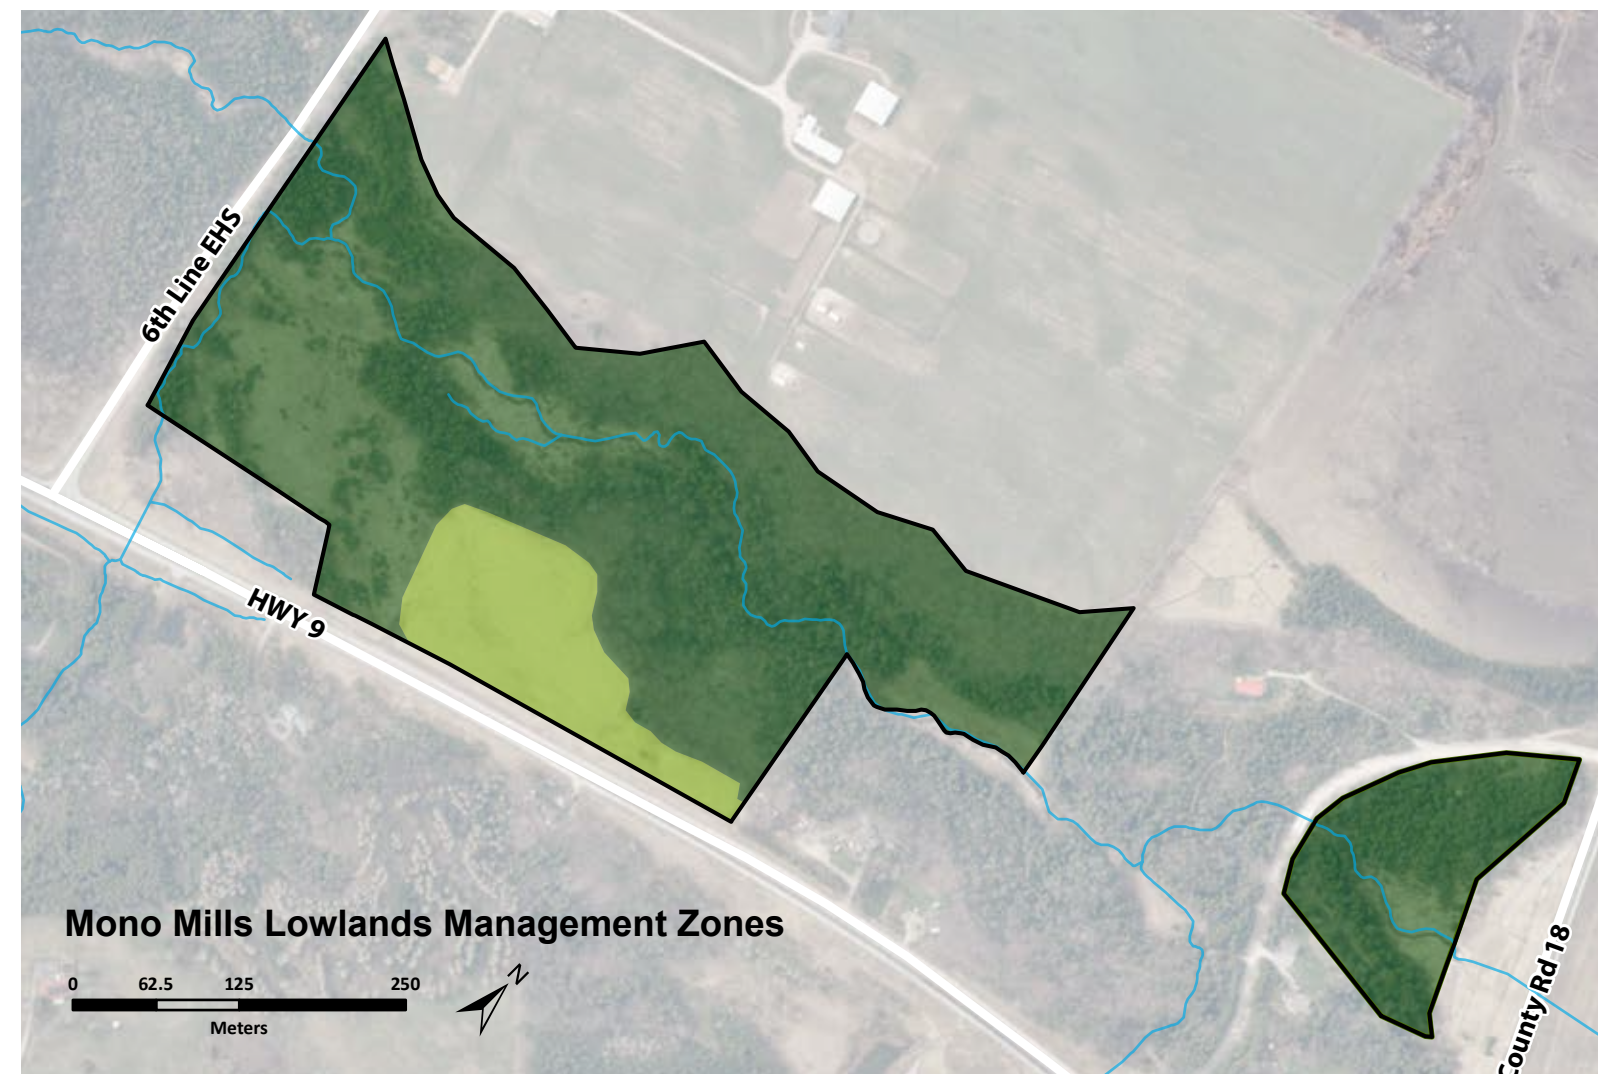 6th Line EHS
HWY 9
Mono Mills Lowlands Management Zones
0 62.5 125 250
Meters
N
County Rd 18